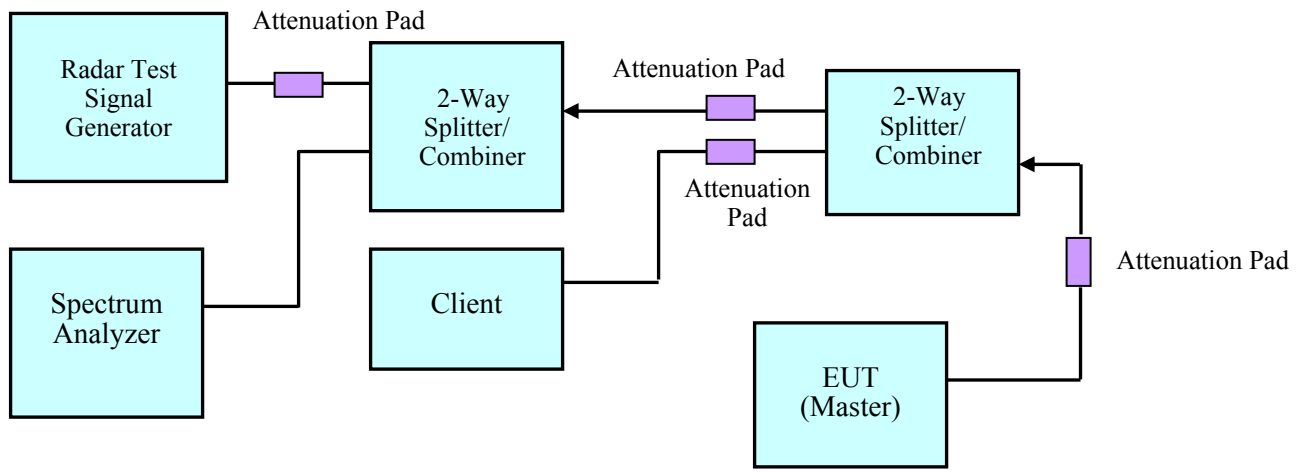 Attenuation Pad
Radar Test
Signal
Generator
2-Way
Splitter/
Combiner
Attenuation Pad
2-Way
Splitter/
Combiner
Attenuation
Pad
Attenuation Pad
Spectrum
Analyzer
Client
EUT
(Master)